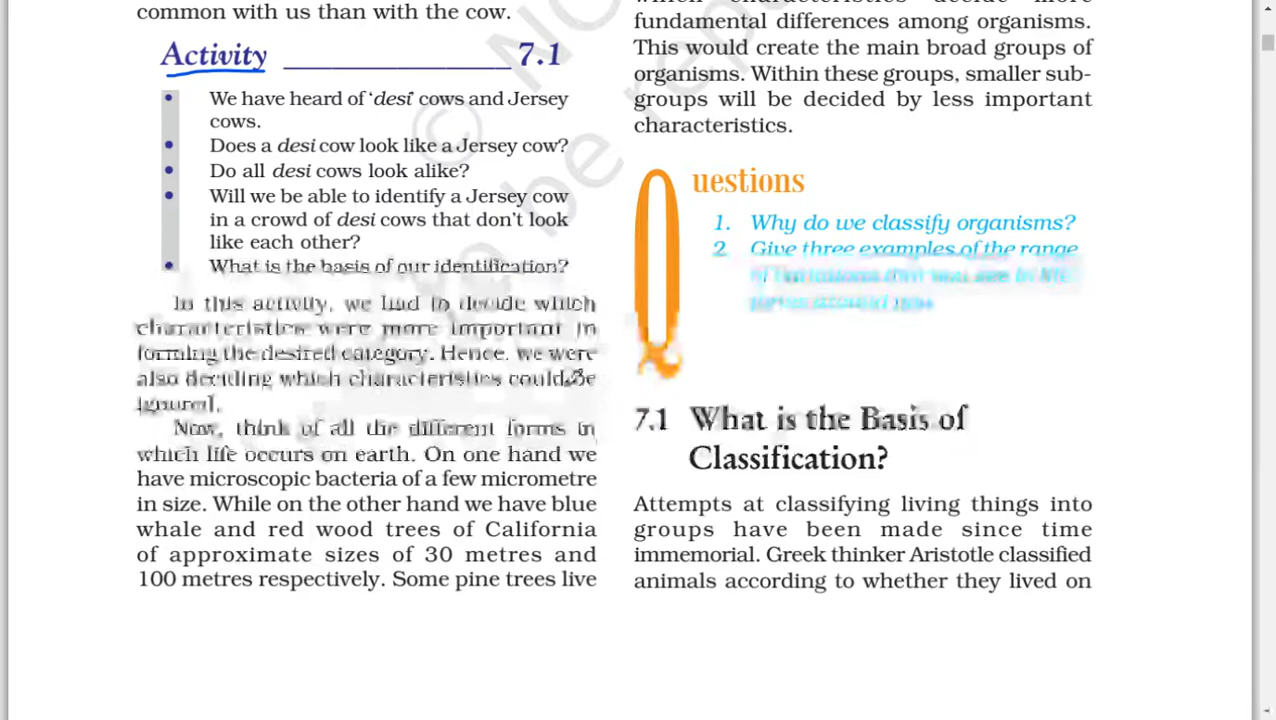 common with us than with the cow.
Activity ____________________ 7.1
• We have heard of ‘desi’ cows and Jersey
cows.
• Does a desi cow look like a Jersey cow?
• Do all desi cows look alike?
• Will we be able to identify a Jersey cow
in a crowd of desi cows that don’t look
like each other?
• What is the basis of our identification?
In this activity, we had to decide which
characteristics were more important in
forming the desired category. Hence, we were
also deciding which characteristics could be
ignored.
Now, think of all the different forms in
which life occurs on earth. On one hand we
have microscopic bacteria of a few micrometre
in size. While on the other hand we have blue
whale and red wood trees of California
of approximate sizes of 30 metres and
100 metres respectively. Some pine trees live
which characteristics decide more
fundamental differences among organisms.
This would create the main broad groups of
organisms. Within these groups, smaller sub-
groups will be decided by less important
characteristics.
uestions
1. Why do we classify organisms?
2. Give three examples of the range
7.1 What is the Basis of
Classification?
Attempts at classifying living things into
groups have been made since time
immemorial. Greek thinker Aristotle classified
animals according to whether they lived on